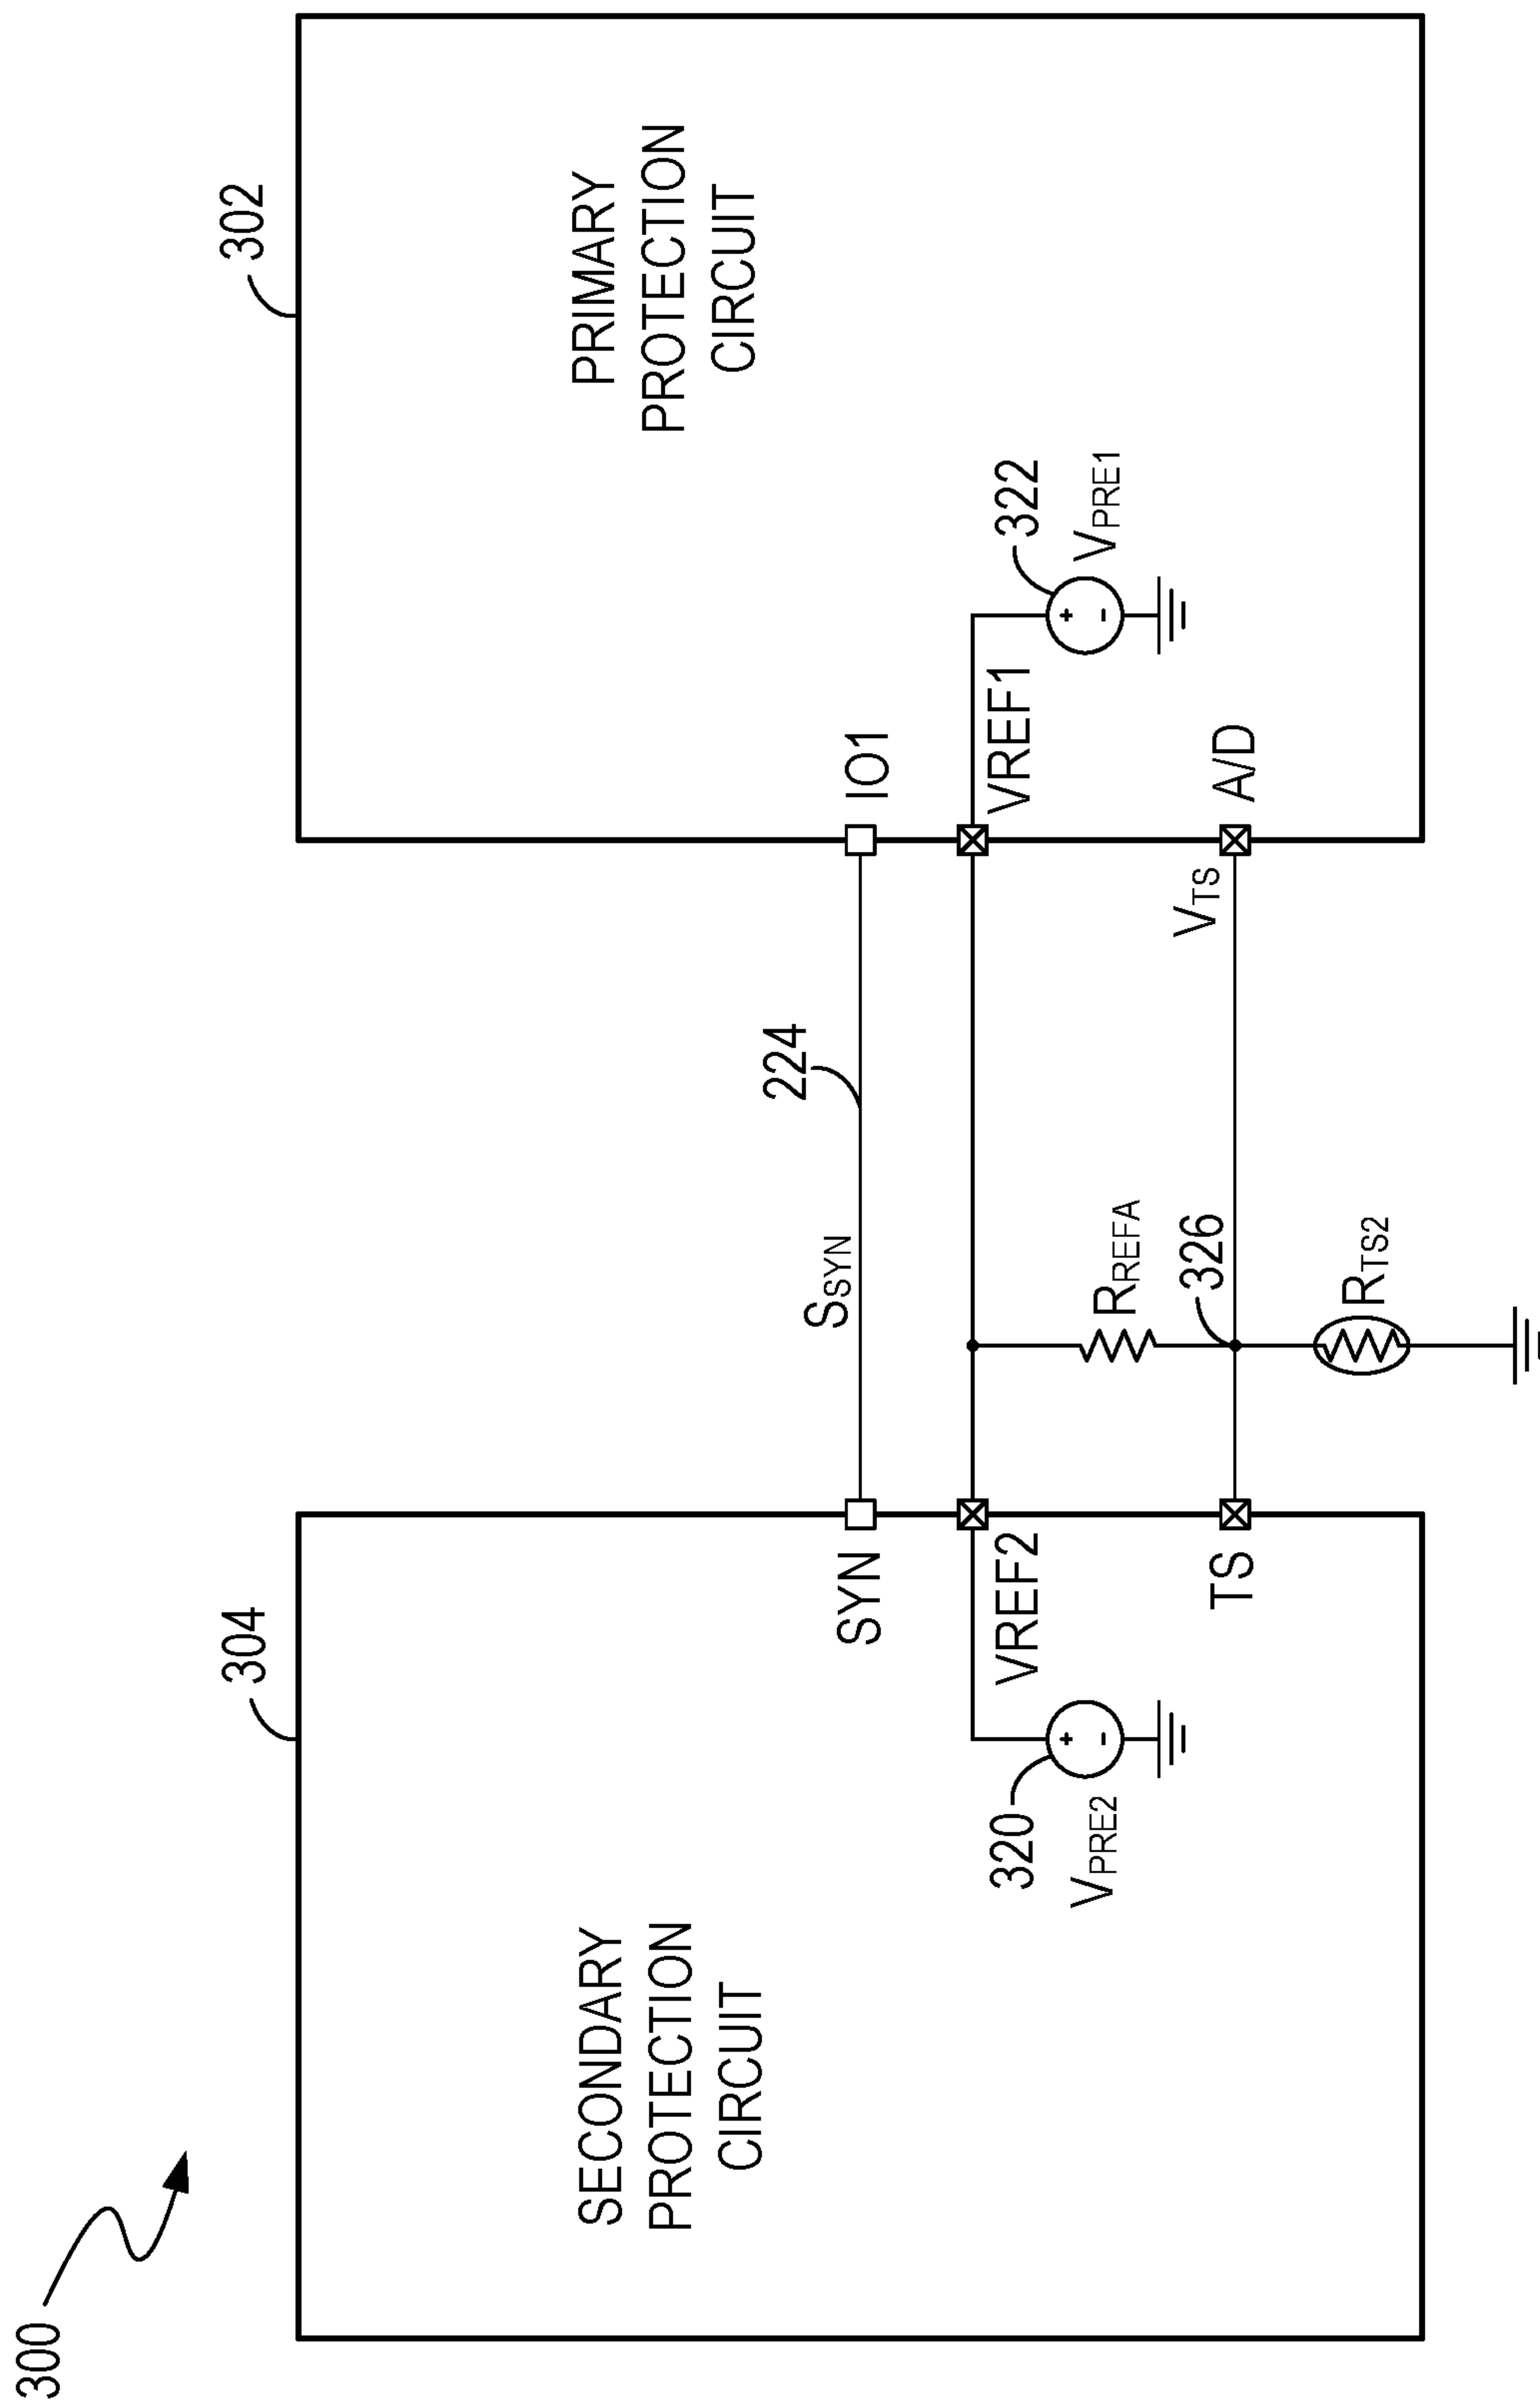 300
304
302
SECONDARY
PROTECTION
CIRCUIT
PRIMARY
PROTECTION
CIRCUIT
224
SYN
SSYN
IO1
320
VPRE2
VREF2
RREFA
VREF1
322
VPRE1
TS
326
VTS
A/D
RTS2
+
-
+
-